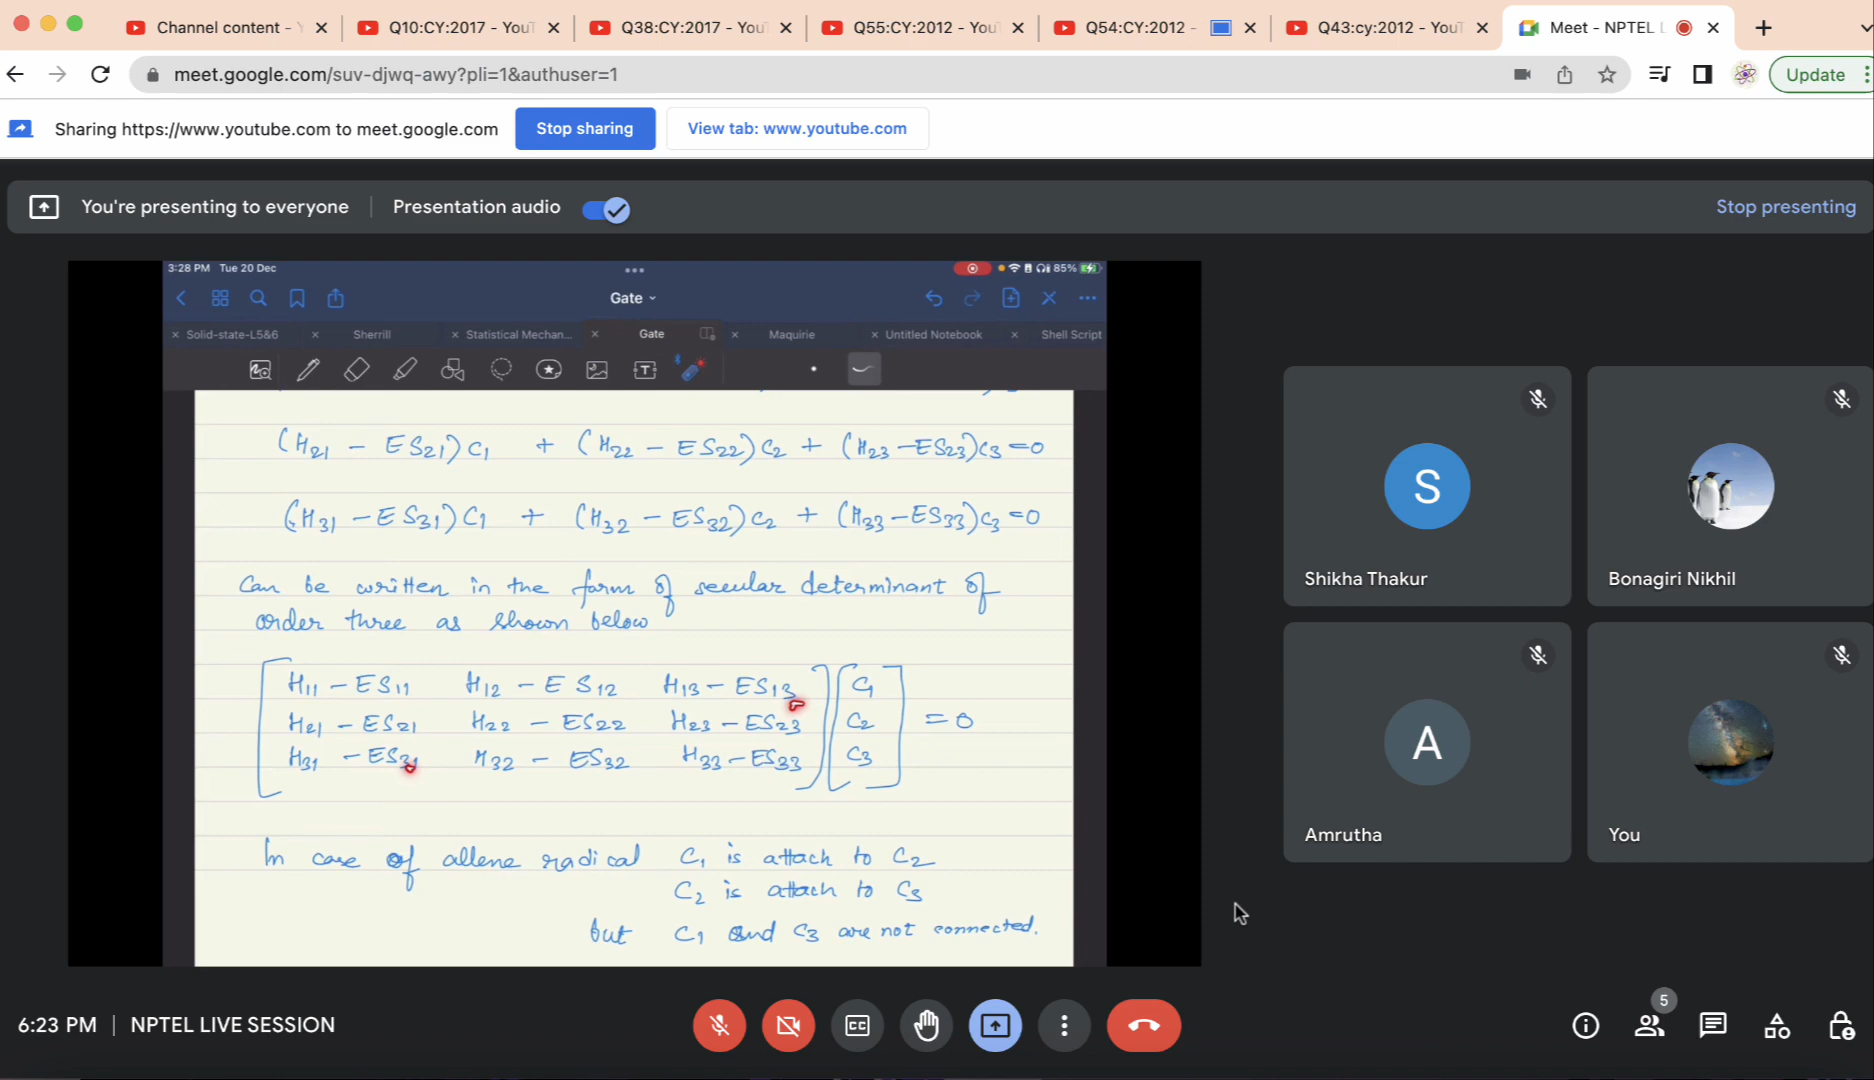 Channel content - Y
Q10:CY:2017 - YouT
Q38:CY:2017 - YouT
Q55:CY:2012 - YouT
Q54:CY:2012 -
Q43:cy:2012 - YouT
Meet - NPTEL L
meet.google.com/suv-djwq-awy?pli=1&authuser=1
Update
Sharing https://www.youtube.com to meet.google.com
Stop sharing
View tab: www.youtube.com
You're presenting to everyone
Presentation audio
Stop presenting
3:28 PM Tue 20 Dec
85%
Gate
Solid-state-L5&6
Sherrill
Statistical Mechan...
Gate
Maquirie
Untitled Notebook
Shell Script
(H21 - ES21)C1 + (H22 - ES22)C2 + (H23 - ES23)C3 = 0
(H31 - ES31)C1 + (H32 - ES32)C2 + (H33 - ES33)C3 = 0
Can be written in the form of secular determinant of
order three as shown below
[H11 - ES11 H12 - ES12 H13 - ES13] [C1]
[H21 - ES21 H22 - ES22 H23 - ES23] [C2] = 0
[H31 - ES31 H32 - ES32 H33 - ES33] [C3]
In case of allene radical C1 is attach to C2
C2 is attach to C3
but C1 and C3 are not connected.
S
Shikha Thakur
Bonagiri Nikhil
A
Amrutha
You
6:23 PM | NPTEL LIVE SESSION
CC
5